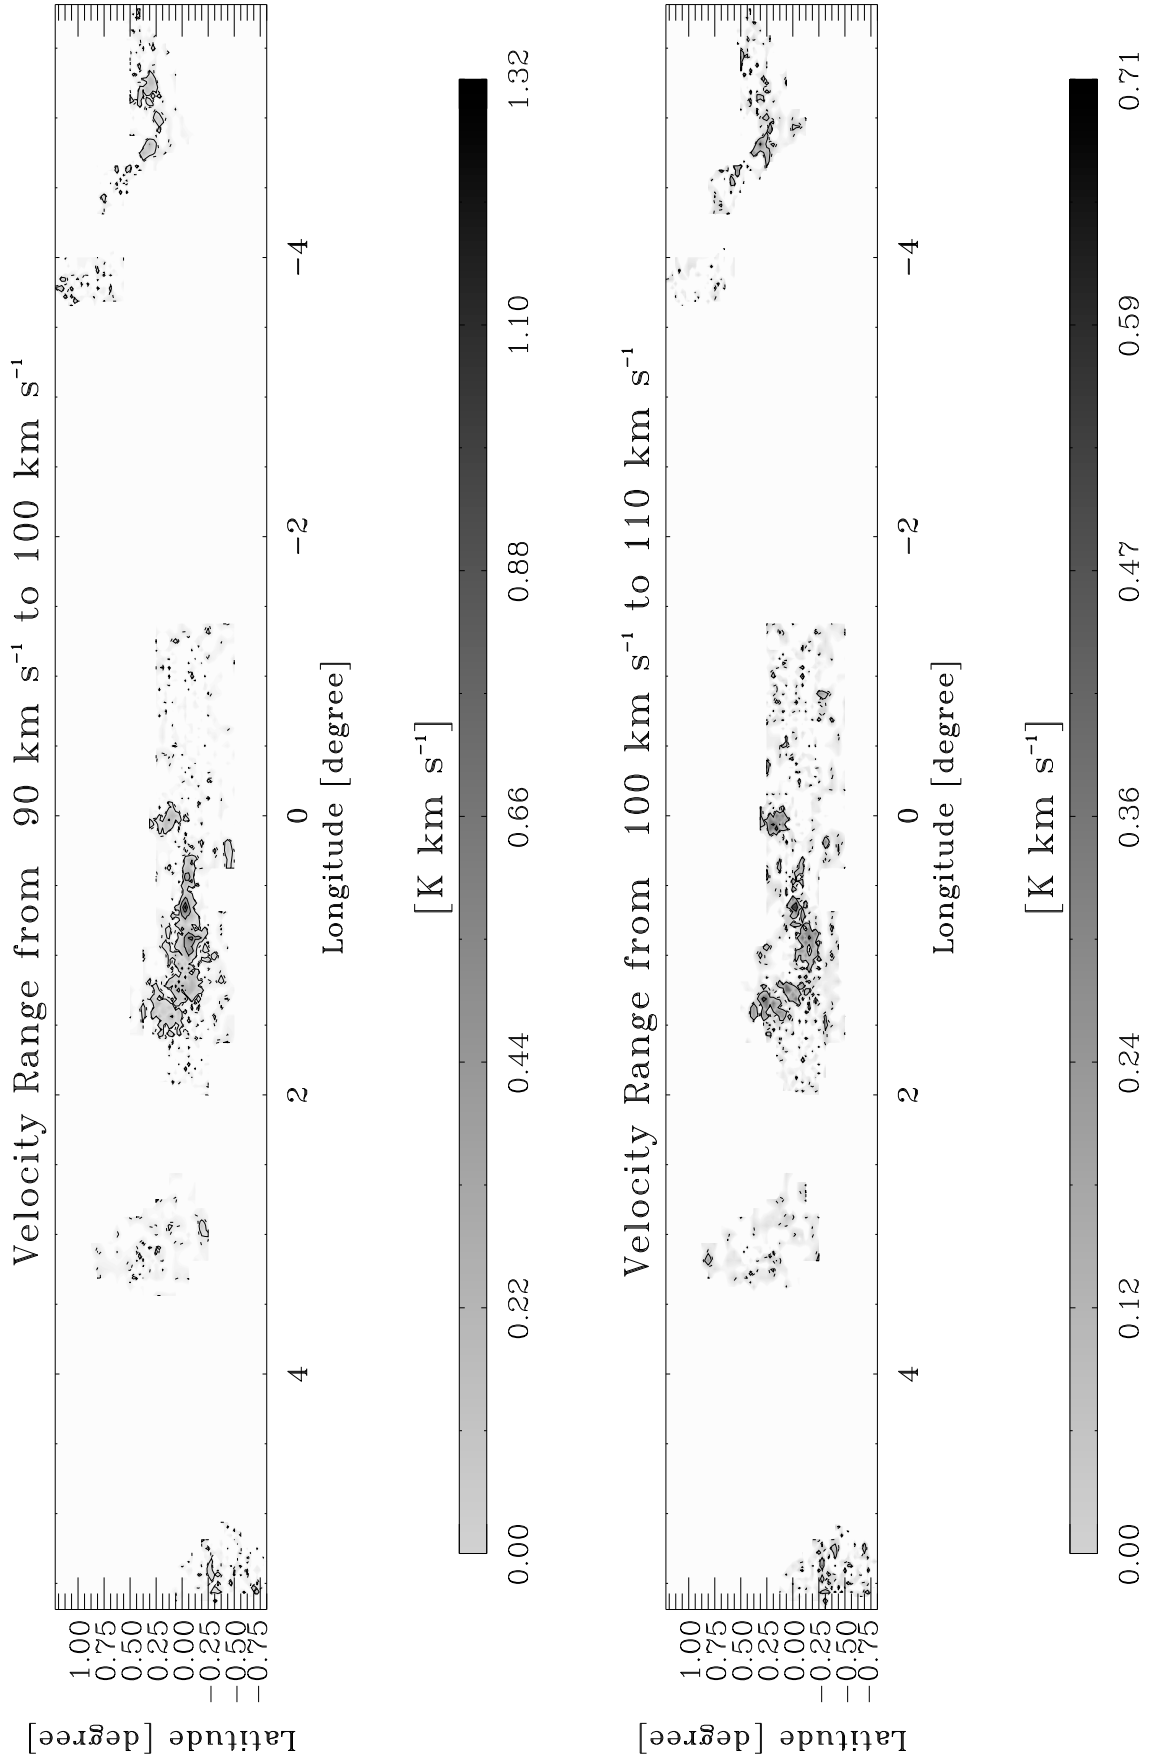 Velocity Range from 90 km s⁻¹ to 100 km s⁻¹
Latitude [degree]
1.00
0.75
0.50
0.25
0.00
−0.25
−0.50
−0.75
4 2 0 −2 −4
Longitude [degree]
[K km s⁻¹]
0.00 0.22 0.44 0.66 0.88 1.10 1.32
Velocity Range from 100 km s⁻¹ to 110 km s⁻¹
Latitude [degree]
1.00
0.75
0.50
0.25
0.00
−0.25
−0.50
−0.75
4 2 0 −2 −4
Longitude [degree]
[K km s⁻¹]
0.00 0.12 0.24 0.36 0.47 0.59 0.71